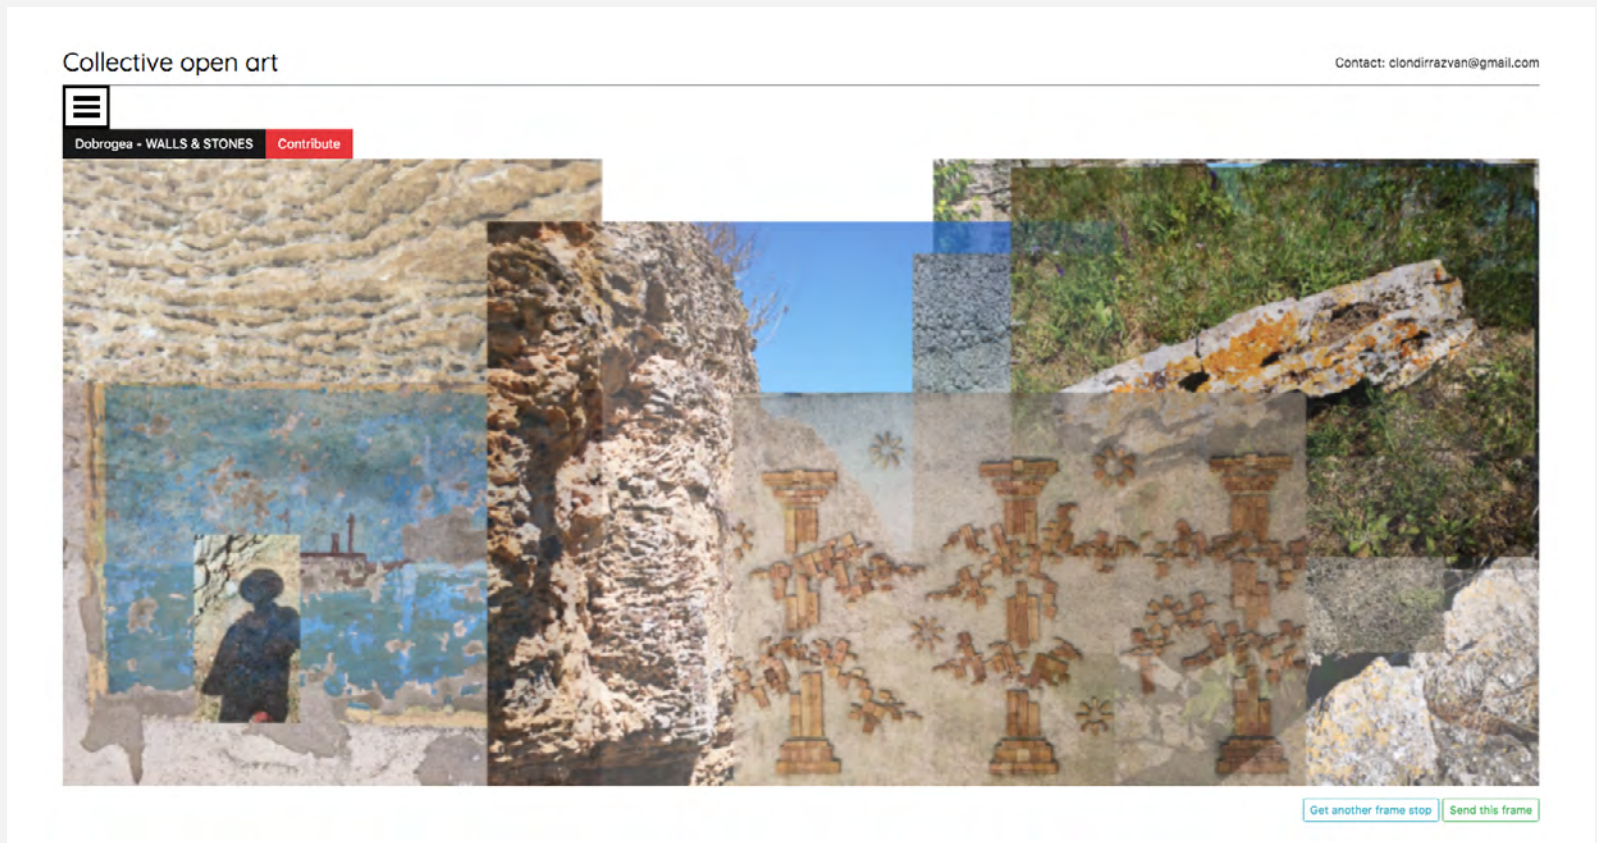 Collective open art
Contact: clondirrazvan@gmail.com
Dobrogea - WALLS & STONES
Contribute
Get another frame stop
Send this frame